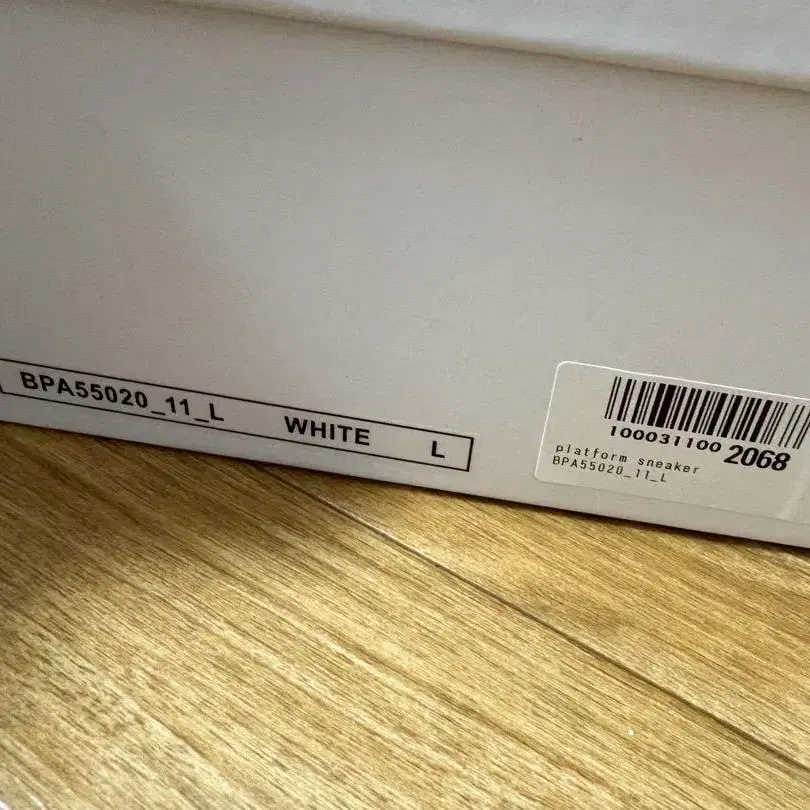 BPA55020_11_L WHITE L
100031100 2068
platform sneaker
BPA55020_11_L